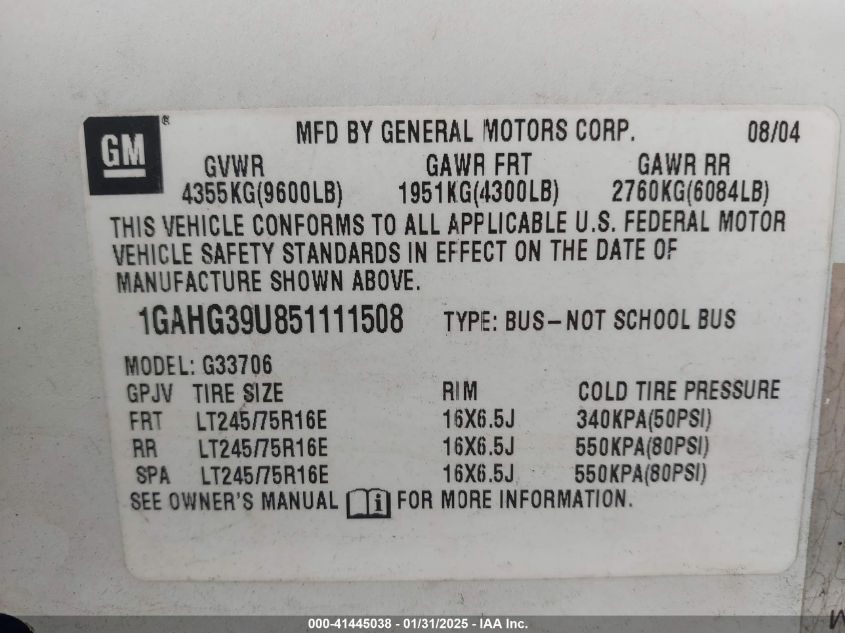 GM ® MFD BY GENERAL MOTORS CORP. 08/04
GVWR GAWR FRT GAWR RR
4355KG(9600LB) 1951KG(4300LB) 2760KG(6084LB)
THIS VEHICLE CONFORMS TO ALL APPLICABLE U.S. FEDERAL MOTOR
VEHICLE SAFETY STANDARDS IN EFFECT ON THE DATE OF
MANUFACTURE SHOWN ABOVE.
1GAHG39U851111508 TYPE: BUS-NOT SCHOOL BUS
MODEL: G33706
GPJV TIRE SIZE RIM COLD TIRE PRESSURE
FRT LT245/75R16E 16X6.5J 340KPA(50PSI)
RR LT245/75R16E 16X6.5J 550KPA(80PSI)
SPA LT245/75R16E 16X6.5J 550KPA(80PSI)
SEE OWNER'S MANUAL i FOR MORE INFORMATION.
000-41445038 - 01/31/2025 - IAA Inc.